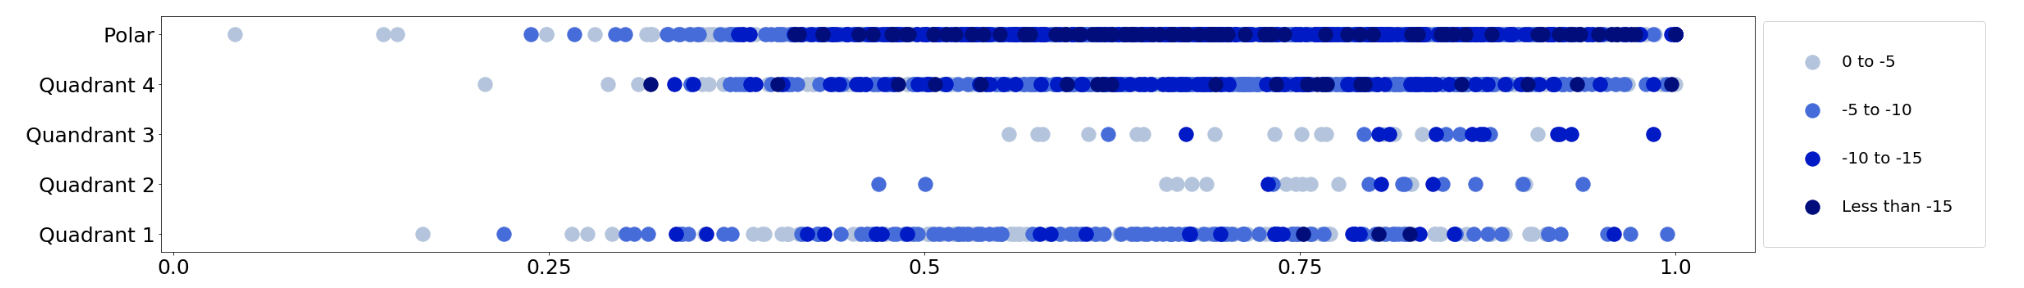 Polar
Quadrant 4
Quandrant 3
Quadrant 2
Quadrant 1
0.0 0.25 0.5 0.75 1.0
0 to -5
-5 to -10
-10 to -15
Less than -15